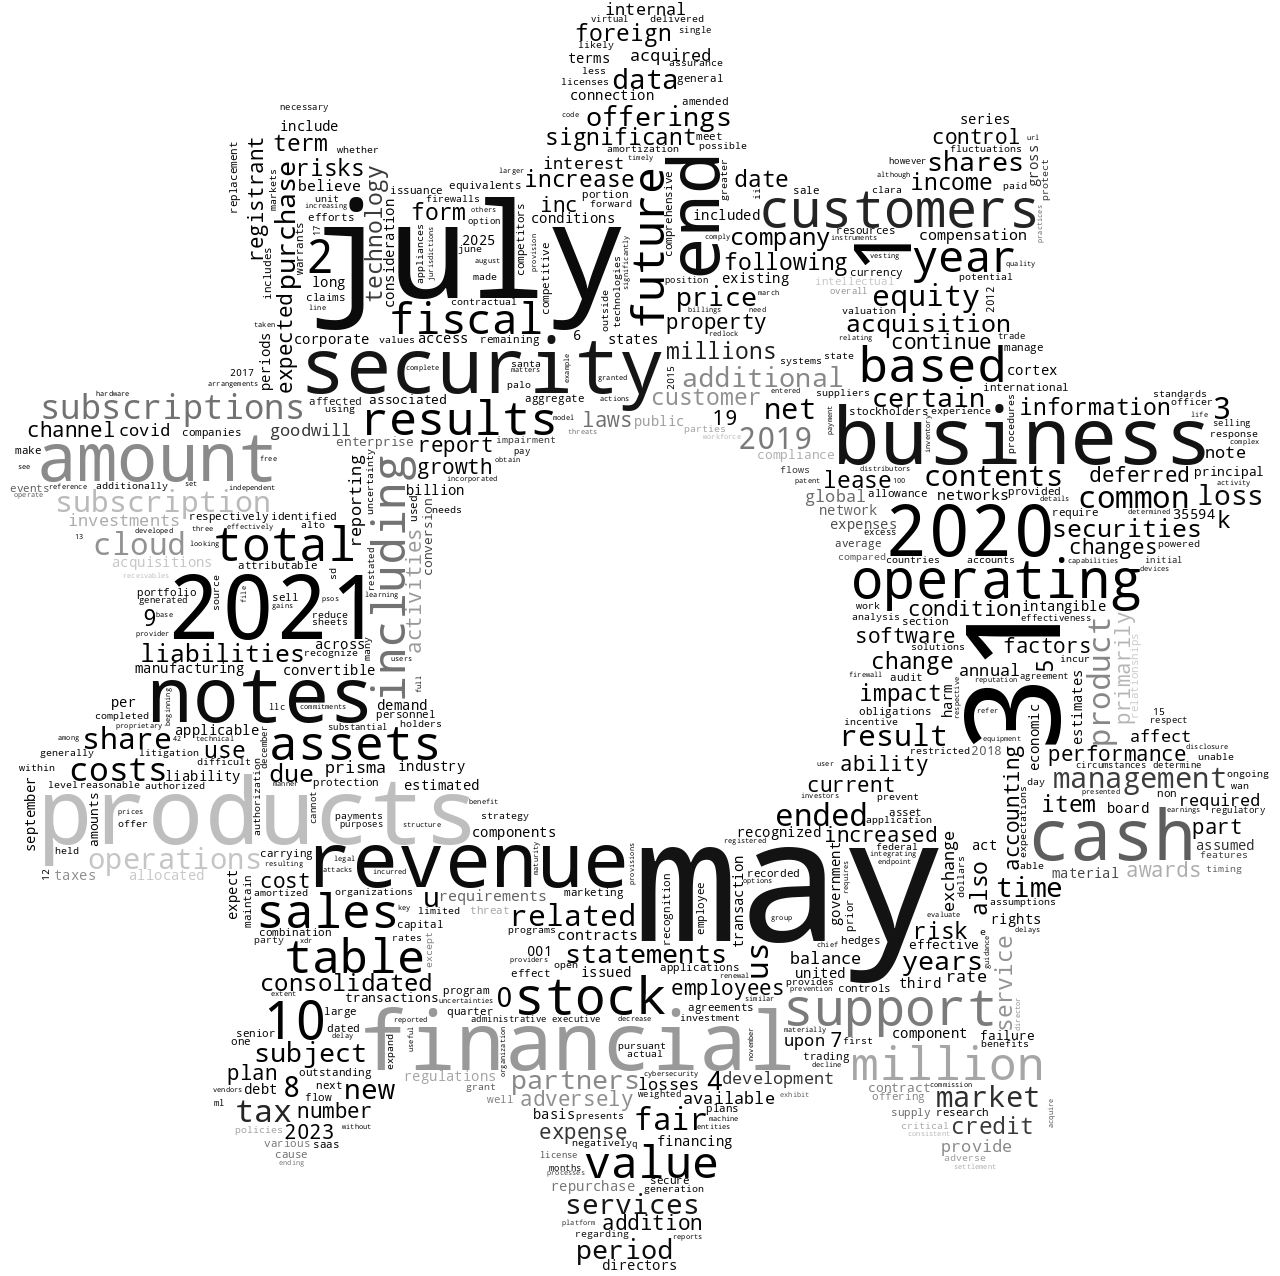 internal
virtual delivered
foreign single
likely
terms acquired
assurance
less
licenses data general
connection amended
code offerings
necessary
include significant meet
possible
series
control url
fluctuations
term whether amortization
replacement registrant risks interest timely
however shares gross
although clara income paid protect
markets purchase believe technology issuance equivalents larger increase future end greater date sale
unit firewalls portion comprehensive ii
increasing efforts form others inc forward included customers practices
17 2 july option conditions company resources compensation
warrants consideration 2025 competitors provision comply instruments
includes appliances june following 1 year quality
long jurisdictions august competitive significantly existing vesting
claims made technologies position currency potential
line contractual outside price march intellectual
overall equity 2012
taken expected fiscal billings need valuation
corporate values access remaining 6 states property redlock acquisition
periods security complete santa example millions relating continue trade
2017 matters systems state based manage
arrangements palo granted 2015 additional cortex
hardware affected associated aggregate actions customer entered suppliers certain international
subscriptions using results model net stockholders experience information standards
channel covid companies goodwill threats laws public 19 payment procedures officer 3
make free enterprise report impairment parties 2019 inventory business life selling
see amount pay workforce compliance patent response
events reference additionally set independent including growth obtain flows distributors contents deferred note complex
operate uncertainty incorporated lease 100 principal
subscription reporting billion global allowance networks provided common loss activity
investments respectively identified used needs network 2020 details
13 developed three effectively alto conversion expenses excess require determined 35594 k
cloud looking total average securities
acquisitions attributable restated activities compared countries accounts changes powered
receivables sd operating capabilities initial
devices
portfolio source file sell psos learning
generated 2021 gains work condition intangible
9 base reduce analysis section effectiveness
provider sheets software factors product primarily
liabilities across many users solutions 31 relationships
recognize change incur
manufacturing convertible full firewall audit annual 5
per llc commitments demand impact harm respective reputation agreement
completed notes personnel obligations estimates
proprietary beginning substantial holders incentive refer 15
among share 42 applicable december assets result economic respect
generally technical use restricted equipment affect
litigation difficult 2018 performance disclosure
within costs liability due prisma industry user ability unable
level reasonable authorized manner protection estimated current accounting day circumstances determine
september authorization cannot investors prevent management ongoing
products benefit asset expectations presented non wan
amounts prices payments strategy ended application item board required
offer purposes structure components recognized increased earnings regulatory
held carrying legal revenue maturity provisions registered federal exchange act cash part
operations resulting attacks incurred may integrating able assumed
12 taxes allocated endpoint material awards features
timing
expect cost organizations marketing transaction recorded government requires dollars also time
maintain amortized u requirements options prior assumptions
sales key limited threat related recognition employee group evaluate rights
combination capital programs contracts risk e delays
party xdr rates except chief hedges effective
table 001 statements us balance years guidance service
providers open applications united
effect issued renewal provides third rate
consolidated program uncertainties employees similar prevention controls
extent transactions quarter 0 stock agreements support director
10 large reported administrative executive decrease investment materially component
senior dated useful financial november upon 7 first failure
one delay expand organization pursuant trading benefits
subject actual decline million
plan outstanding regulations partners cybersecurity
vendors debt 8 next new grant losses 4 development contract commission
flow well adversely weighted available exhibit offering market acquire
ml tax number basis presents fair plans supply research
machine
policies 2023 without expense entities critical credit
various saas negatively q financing consistent
cause license value provide
ending months adverse
processes settlement
repurchase secure
generation
services
platform addition
regarding reports
period
directors